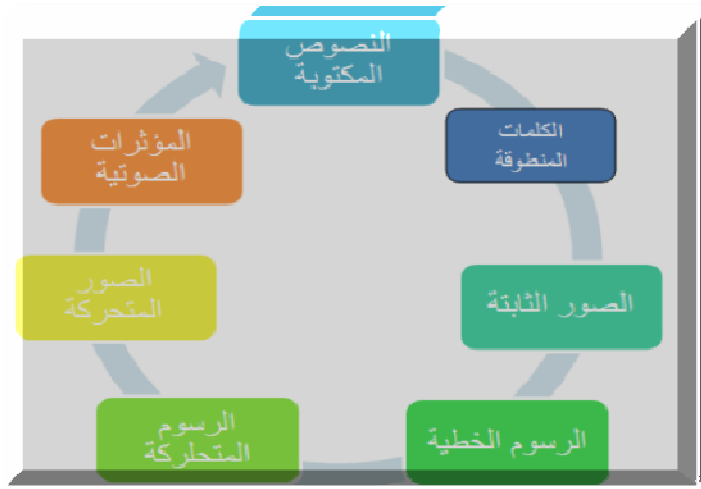 النصوص
المكتوبة
الكلمات
المنطوقة
الصور الثابتة
الرسوم الخطية
الرسوم
المتحلركة
الصور
المتحركة
المؤثرات
الصوتية